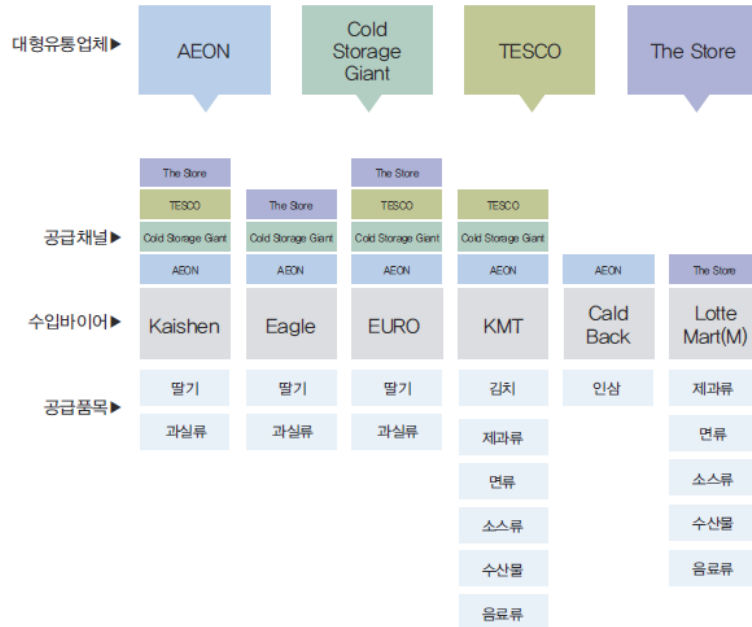 대형유통업체▶
AEON
Cold
Storage
Giant
TESCO
The Store
공급채널▶
The Store
The Store
TESCO
The Store
TESCO
TESCO
Cold Storage Giant
Cold Storage Giant
Cold Storage Giant
Cold Storage Giant
AEON
AEON
AEON
AEON
AEON
The Store
수입바이어▶
Kaishen
Eagle
EURO
KMT
Cald
Back
Lotte
Mart(M)
공급품목▶
딸기
딸기
딸기
김치
인삼
제과류
과실류
과실류
과실류
제과류
면류
면류
소스류
소스류
수산물
수산물
음료류
음료류